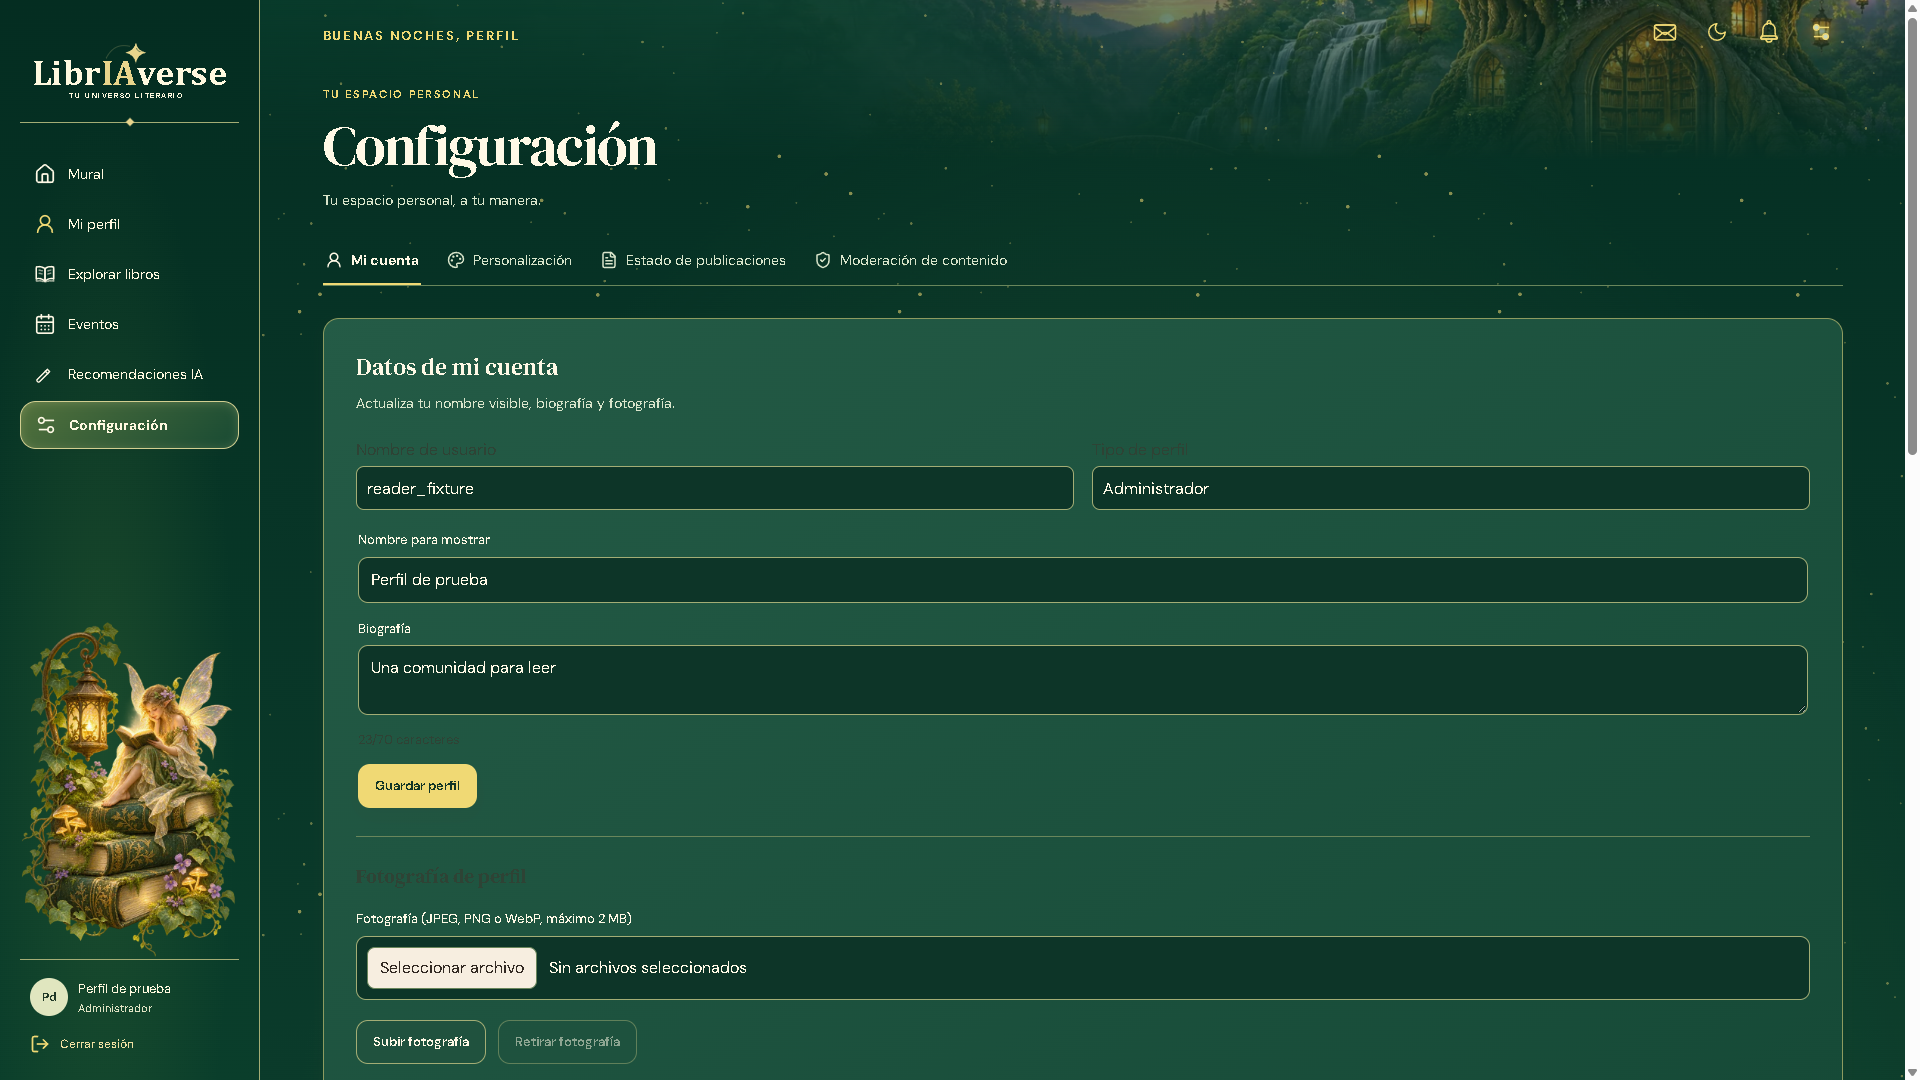 LibrIAverse
TU UNIVERSO LITERARIO
Mural
Mi perfil
Explorar libros
Eventos
Recomendaciones IA
Configuración
Pd
Perfil de prueba
Administrador
Cerrar sesión
BUENAS NOCHES, PERFIL
TU ESPACIO PERSONAL
Configuración
Tu espacio personal, a tu manera.
Mi cuenta Personalización Estado de publicaciones Moderación de contenido
Datos de mi cuenta
Actualiza tu nombre visible, biografía y fotografía.
Nombre de usuario Tipo de perfil
reader_fixture Administrador
Nombre para mostrar
Perfil de prueba
Biografía
Una comunidad para leer
23/70 caracteres
Guardar perfil
Fotografía de perfil
Fotografía (JPEG, PNG o WebP, máximo 2 MB)
Seleccionar archivo Sin archivos seleccionados
Subir fotografía Retirar fotografía